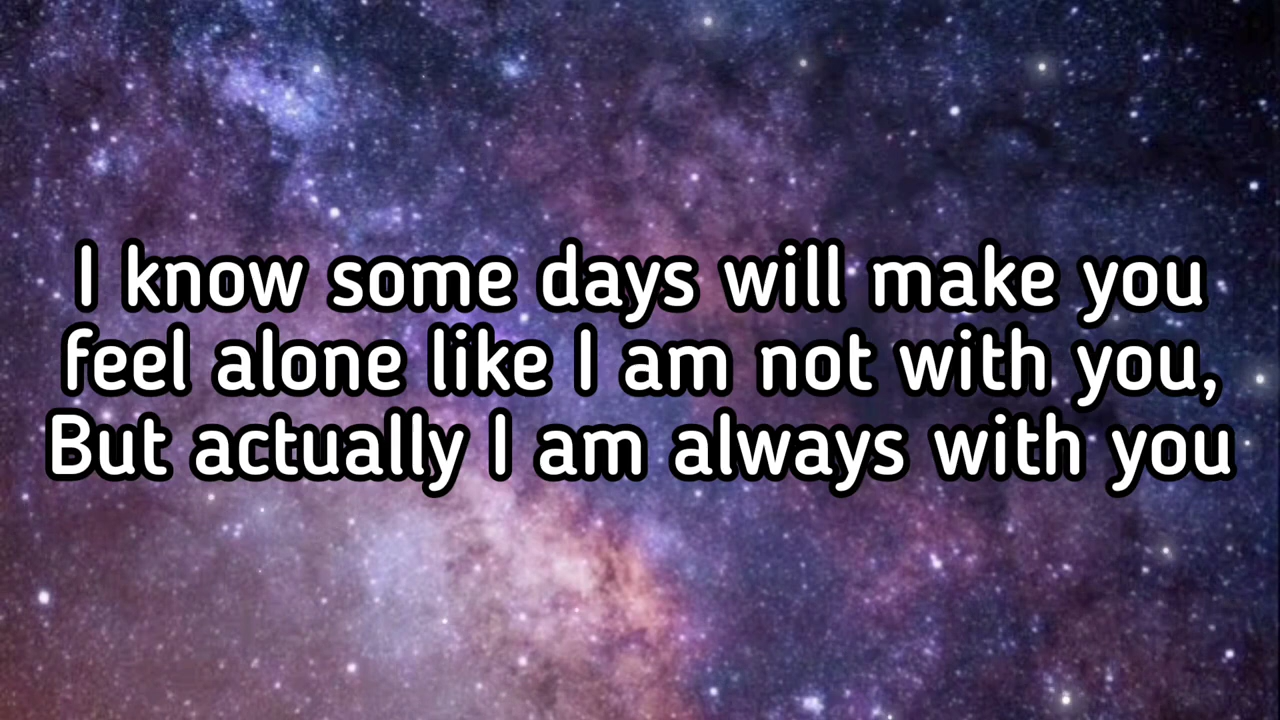 I know some days will make you
feel alone like I am not with you,
But actually I am always with you